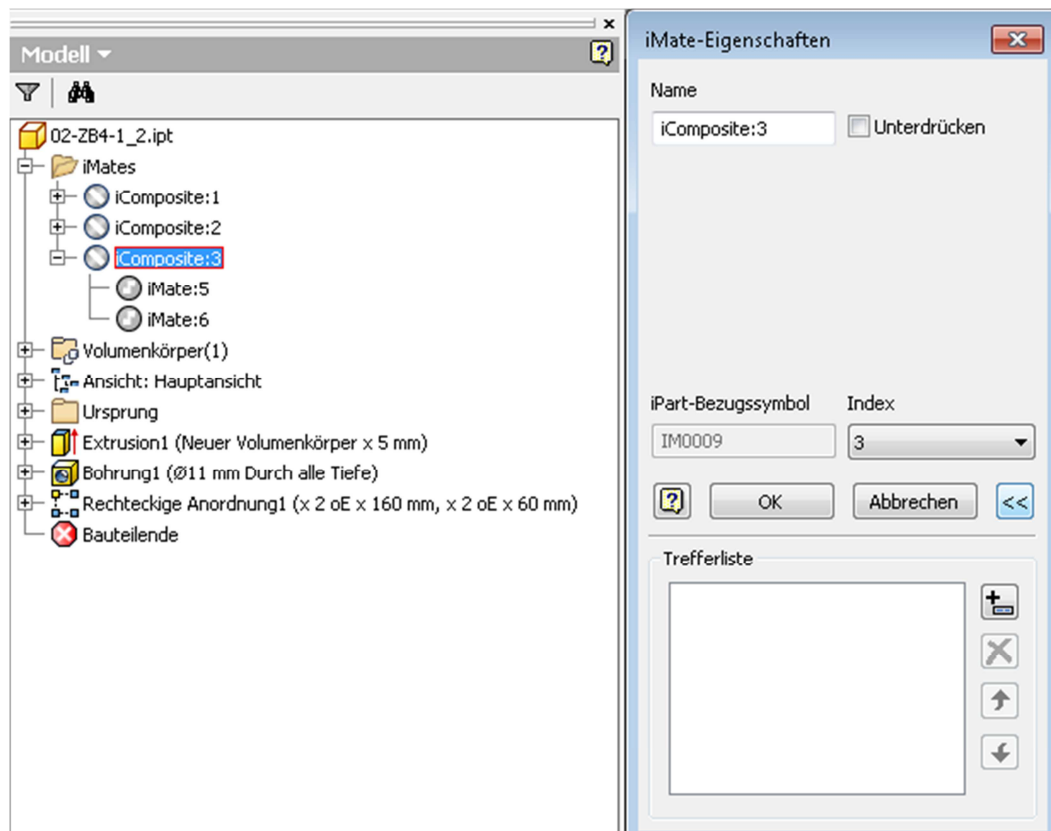 Modell
02-ZB4-1_2.ipt
iMates
iComposite:1
iComposite:2
iComposite:3
iMate:5
iMate:6
Volumenkörper(1)
Ansicht: Hauptansicht
Ursprung
Extrusion1 (Neuer Volumenkörper x 5 mm)
Bohrung1 (Ø11 mm Durch alle Tiefe)
Rechteckige Anordnung1 (x 2 oE x 160 mm, x 2 oE x 60 mm)
Bauteilende
iMate-Eigenschaften
Name
iComposite:3 Unterdrücken
iPart-Bezugssymbol Index
IM0009 3
OK Abbrechen <<
Trefferliste